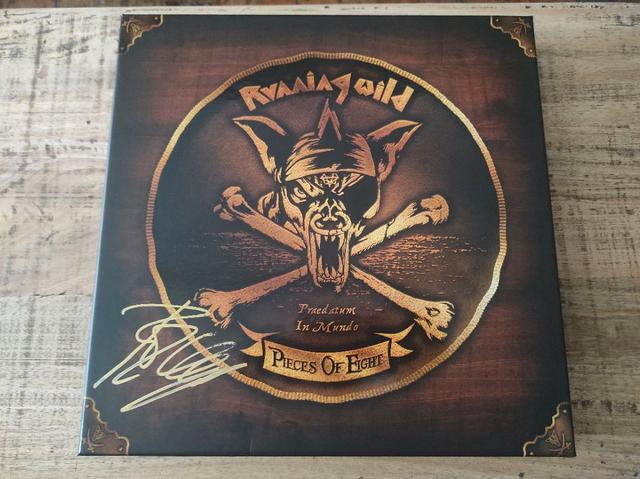 Running Wild
Praedatum
In Mundo
Pieces Of Eight